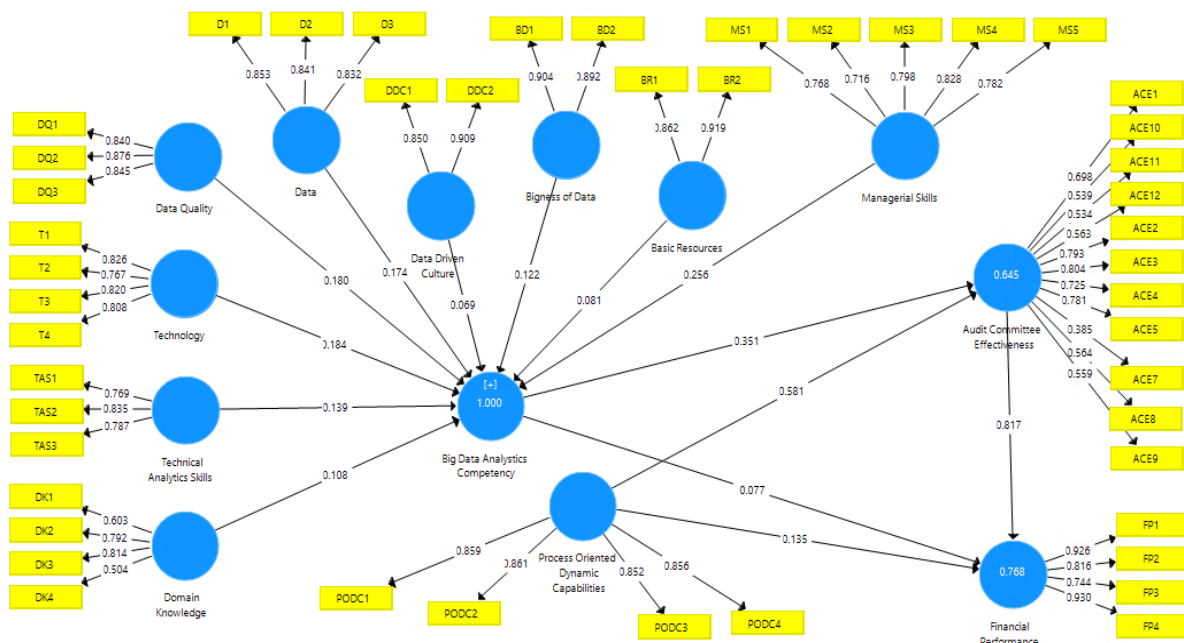 D1
D2
D3
BD1
BD2
MS1
MS2
MS3
MS4
MS5
0.853
0.841
0.832
0.904
0.892
0.768
0.716
0.798
0.828
0.782
DDC1
DDC2
BR1
BR2
0.850
0.909
0.862
0.919
DQ1
DQ2
DQ3
0.840
0.876
0.845
Data Quality
Data
Data Driven
Culture
Bigness of Data
Basic Resources
Managerial Skills
ACE1
ACE10
ACE11
ACE12
ACE2
ACE3
ACE4
ACE5
ACE7
ACE8
ACE9
0.698
0.539
0.534
0.563
0.793
0.804
0.725
0.781
0.385
0.564
0.559
0.645
Audit Committee
Effectiveness
T1
T2
T3
T4
0.826
0.767
0.820
0.808
Technology
0.180
0.174
0.069
0.122
0.081
0.256
0.184
0.139
0.108
0.351
0.581
0.817
0.077
0.135
[+]
1.000
Big Data Analytics
Competency
TAS1
TAS2
TAS3
0.769
0.835
0.787
Technical
Analytics Skills
DK1
DK2
DK3
DK4
0.603
0.792
0.814
0.504
Domain
Knowledge
Process Oriented
Dynamic
Capabilities
0.859
0.861
0.852
0.856
PODC1
PODC2
PODC3
PODC4
0.768
Financial
Performance
0.926
0.816
0.744
0.930
FP1
FP2
FP3
FP4